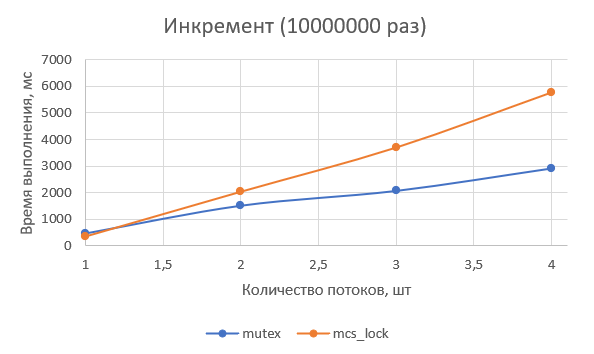 Инкремент (10000000 раз)
Время выполнения, мс
7000
6000
5000
4000
3000
2000
1000
0
1 1,5 2 2,5 3 3,5 4
Количество потоков, шт
mutex mcs_lock